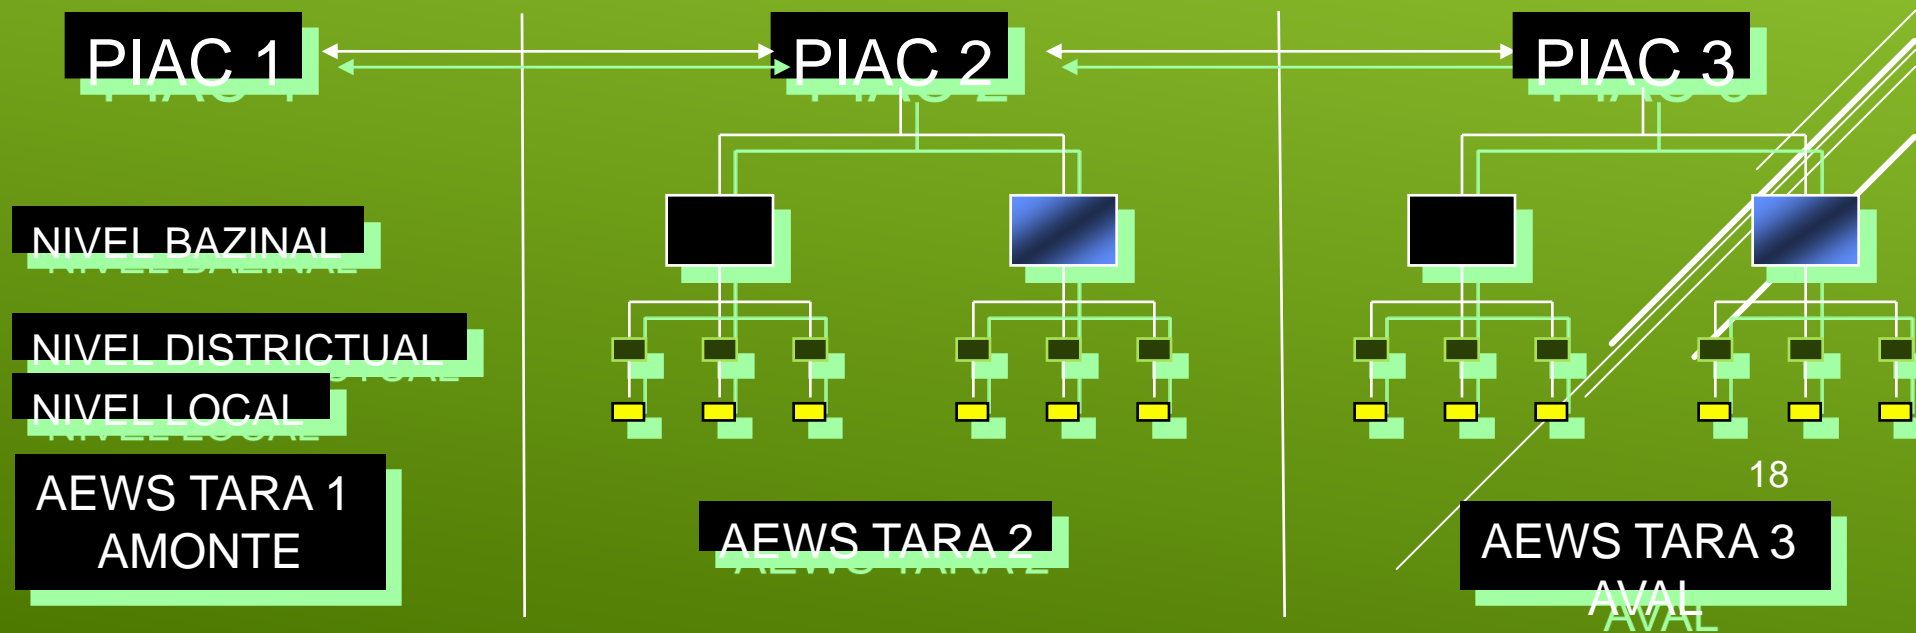 PIAC 1
PIAC 2
PIAC 3
NIVEL BAZINAL
NIVEL DISTRICTUAL
NIVEL LOCAL
AEWS TARA 1
AMONTE
AEWS TARA 2
18
AEWS TARA 3
AVAL